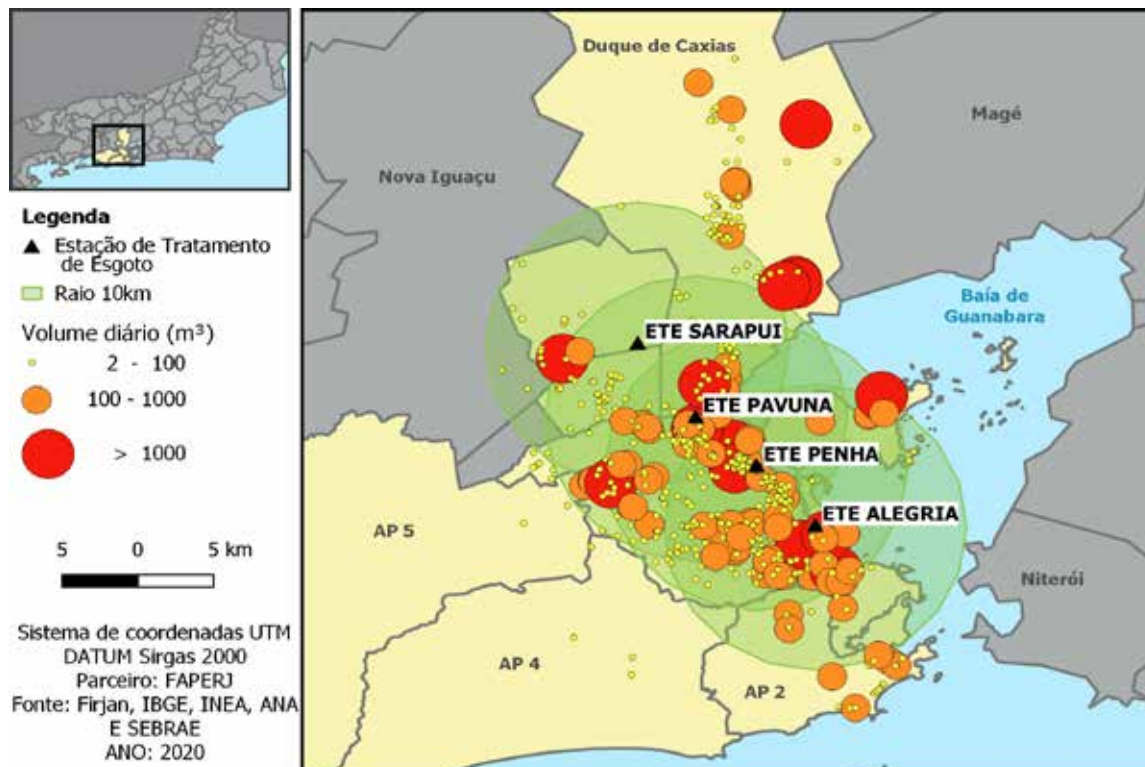 Legenda
Estação de Tratamento
de Esgoto
Raio 10km
Volume diário (m³)
2 - 100
100 - 1000
> 1000
5 0 5 km
Sistema de coordenadas UTM
DATUM Sirgas 2000
Parceiro: FAPERJ
Fonte: Firjan, IBGE, INEA, ANA
E SEBRAE
ANO: 2020
Duque de Caxias
Magé
Nova Iguaçu
Baía de
Guanabara
ETE SARAPUI
ETE PAVUNA
ETE PENHA
ETE ALEGRIA
AP 5
Niterói
AP 4
AP 2